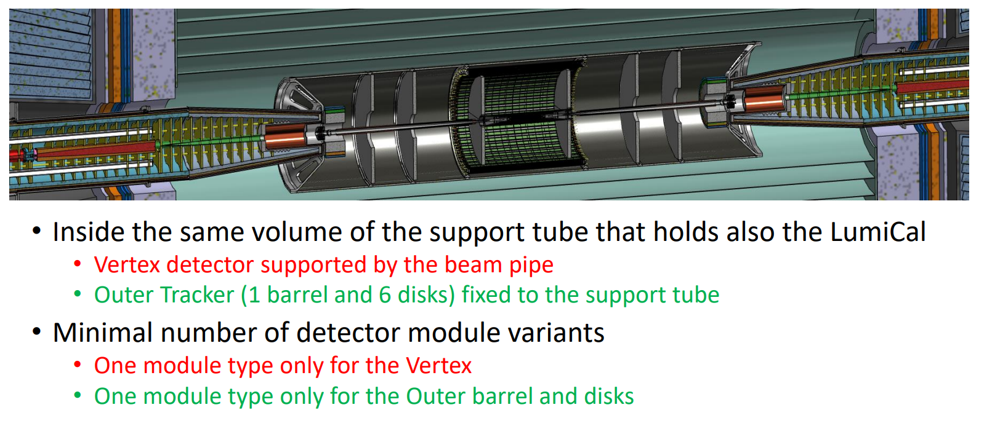 • Inside the same volume of the support tube that holds also the LumiCal
• Vertex detector supported by the beam pipe
• Outer Tracker (1 barrel and 6 disks) fixed to the support tube
• Minimal number of detector module variants
• One module type only for the Vertex
• One module type only for the Outer barrel and disks